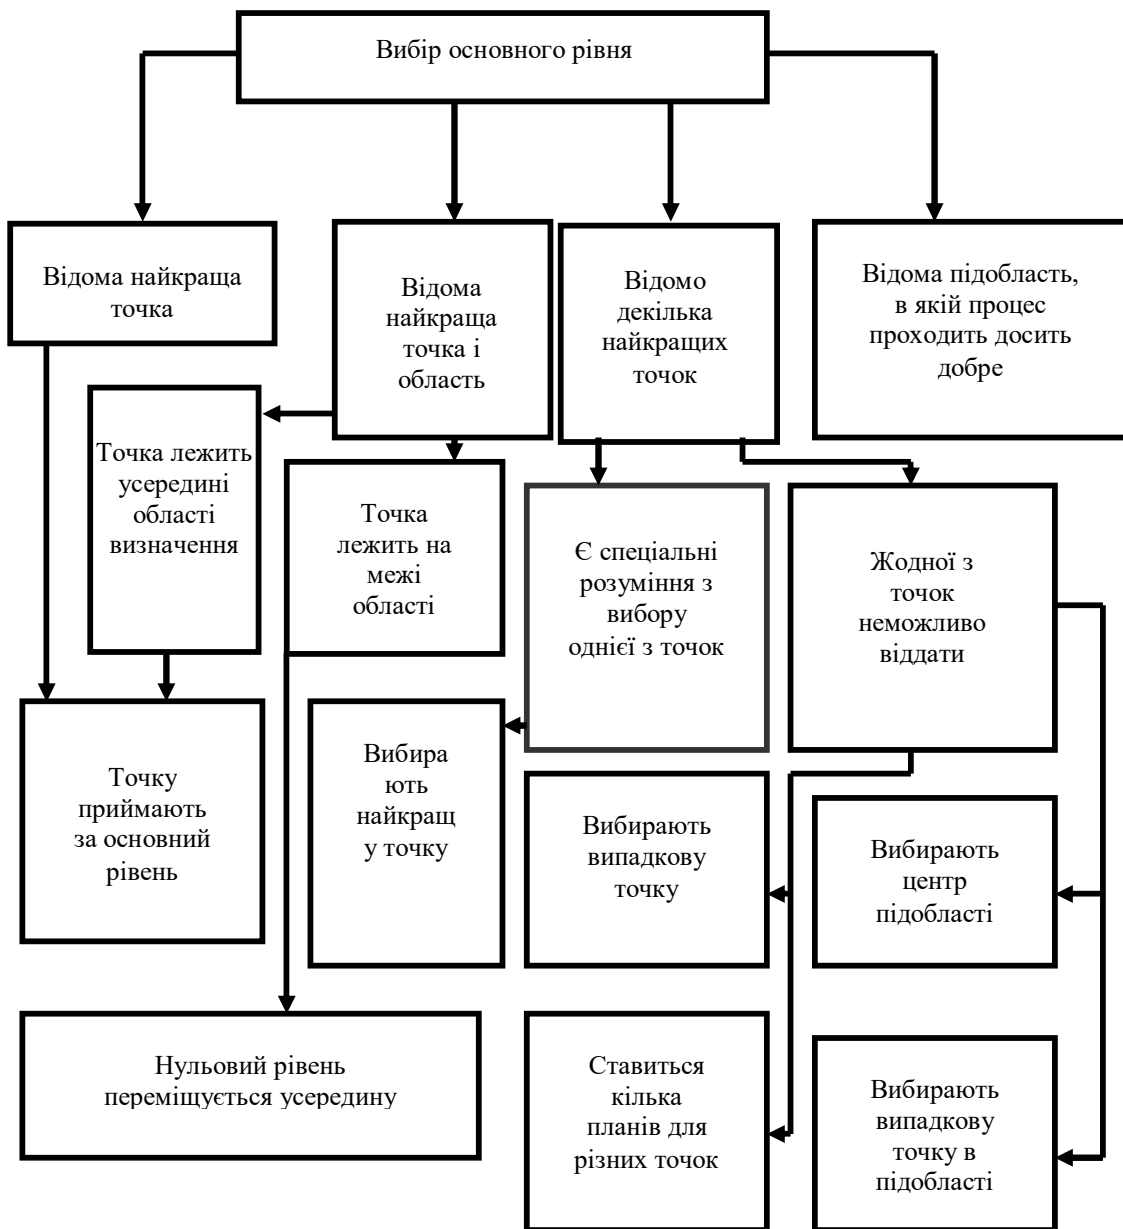 Вибір основного рівня
Відома найкраща
точка
Відома
найкраща
точка і
область
Відомо
декілька
найкращих
точок
Відома підобласть,
в якій процес
проходить досить
добре
Точка лежить
усередині
області
визначення
Точка
лежить на
межі
області
Є спеціальні
розуміння з
вибору
однієї з точок
Жодної з
точок
неможливо
віддати
Точку
приймають
за основний
рівень
Вибира
ють
найкращ
у точку
Вибирають
випадкову
точку
Вибирають
центр
підобласті
Нульовий рівень
переміщується усередину
Ставиться
кілька
планів для
різних точок
Вибирають
випадкову
точку в
підобласті